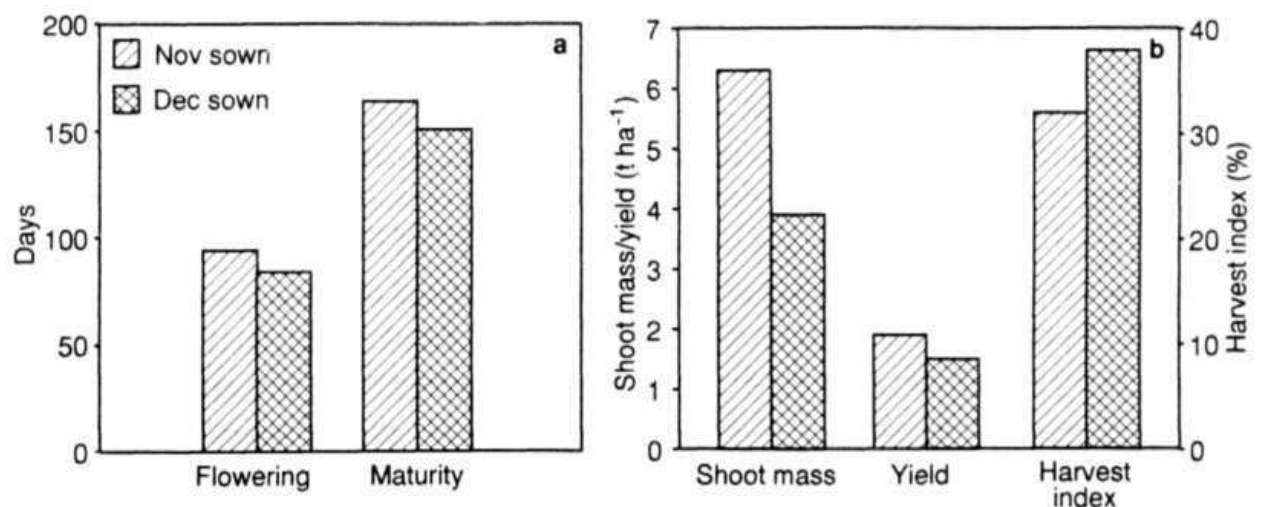 200
150
100
50
0
Days
a
Nov sown
Dec sown
Flowering
Maturity
7
6
5
4
3
2
1
0
Shoot mass/yield (t ha⁻¹)
b
40
30
20
10
0
Harvest index (%)
Shoot mass
Yield
Harvest
index